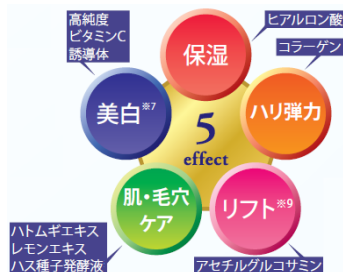 高純度
ビタミンC
誘導体
保湿
ヒアルロン酸
コラーゲン
美白※7
5
effect
ハリ弾力
肌・毛穴
ケア
リフト※9
ハトムギエキス
レモンエキス
ハス種子発酵液
アセチルグルコサミン